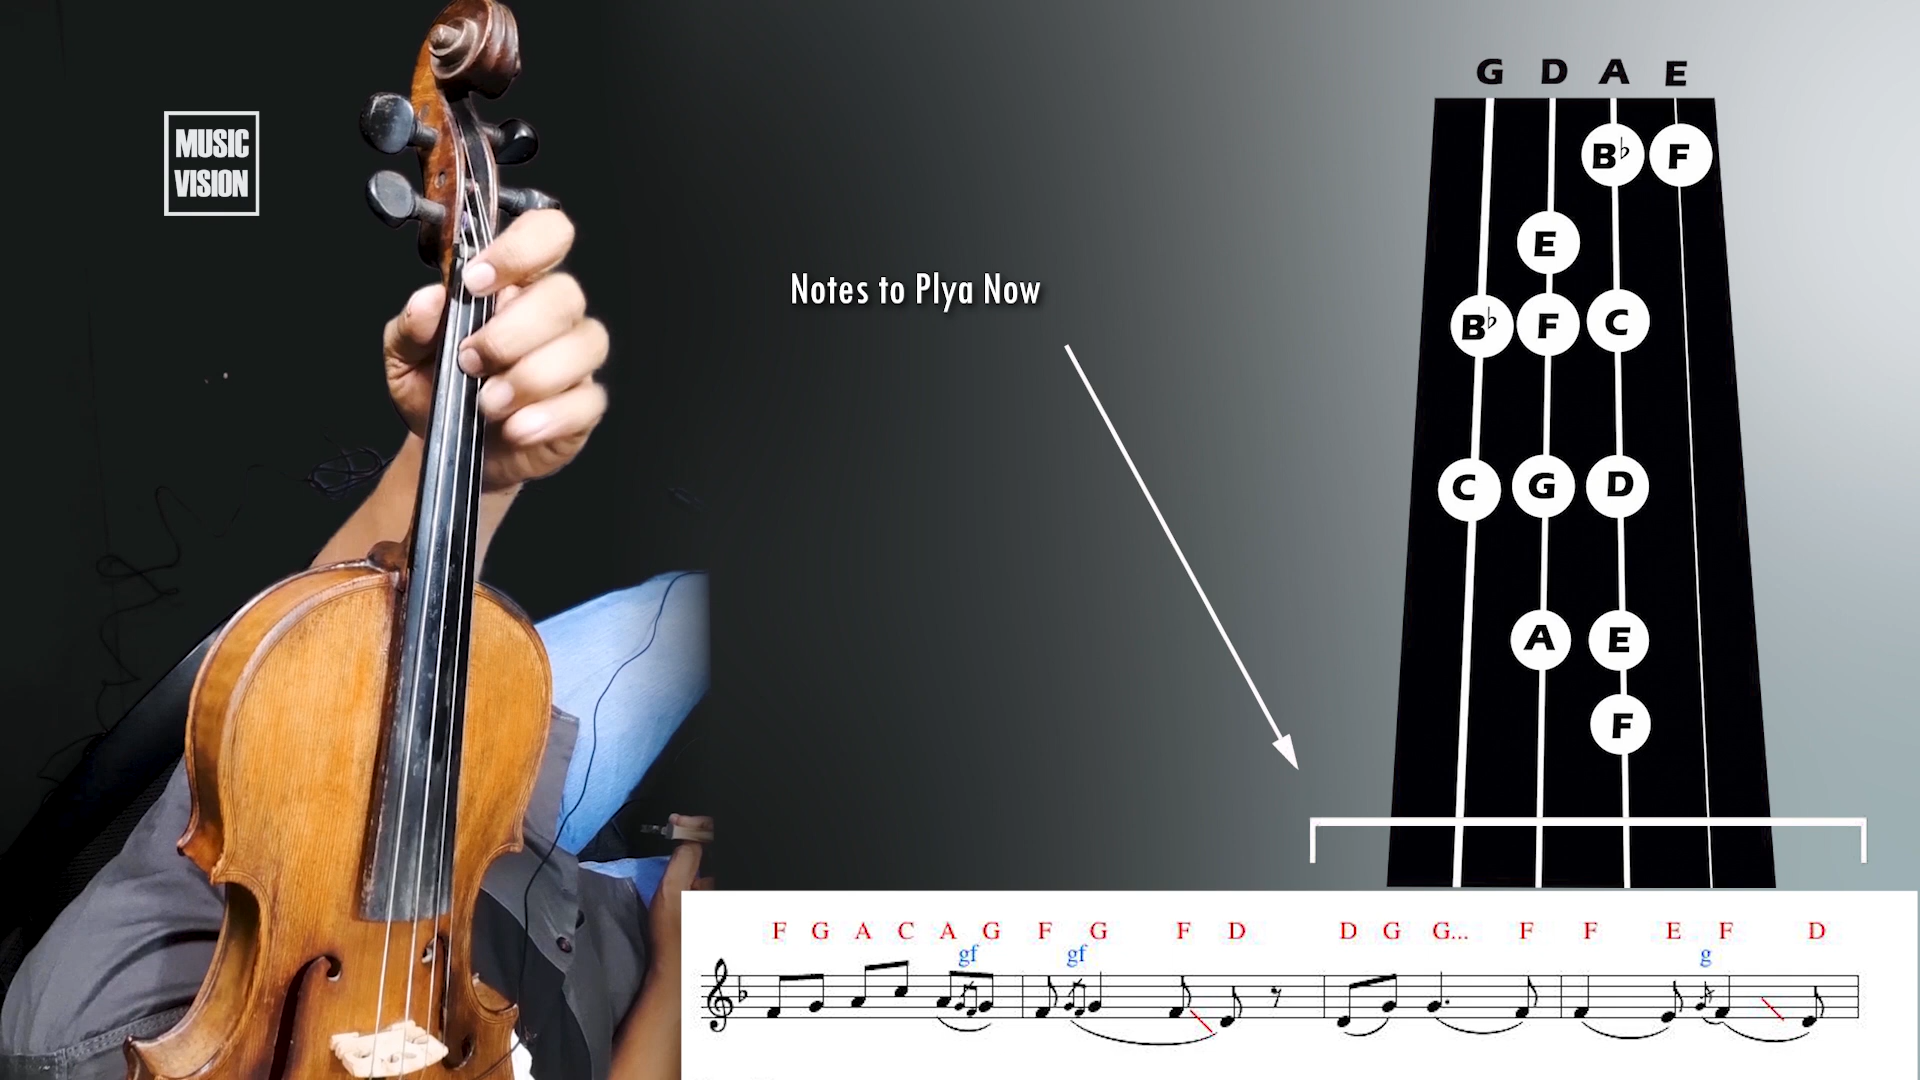 MUSIC
VISION
Notes to Plya Now
G D A E
B♭ F
E
B♭ F C
C G D
A E
F
F G A C A G F G F D D G G... F F E F D
gf gf g